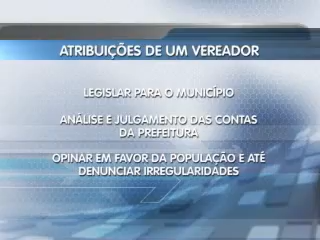 ATRIBUIÇÕES DE UM VEREADOR
LEGISLAR PARA O MUNICÍPIO
ANÁLISE E JULGAMENTO DAS CONTAS
DA PREFEITURA
OPINAR EM FAVOR DA POPULAÇÃO E ATÉ
DENUNCIAR IRREGULARIDADES